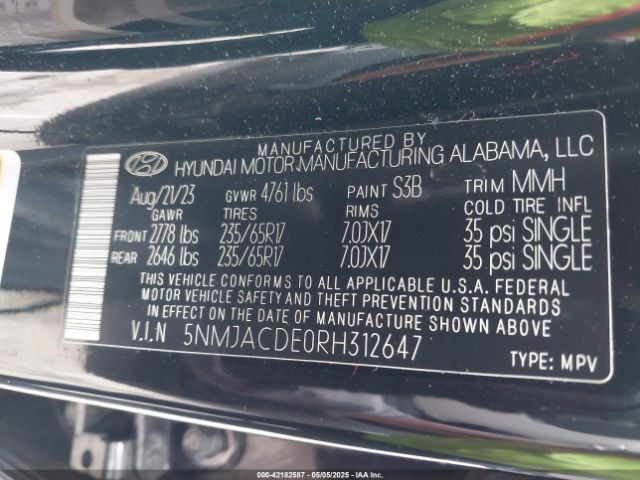 MANUFACTURED BY
HYUNDAI MOTOR MANUFACTURING ALABAMA, LLC
Aug/21/23 GVWR 4761 lbs PAINT S3B TRIM MMH
GAWR TIRES RIMS COLD TIRE INFL
FRONT 2778 lbs 235/65R17 7.0JX17 35 psi SINGLE
REAR 2646 lbs 235/65R17 7.0JX17 35 psi SINGLE
THIS VEHICLE CONFORMS TO ALL APPLICABLE U.S.A. FEDERAL
MOTOR VEHICLE SAFETY AND THEFT PREVENTION STANDARDS
IN EFFECT ON THE DATE OF MANUFACTURE SHOWN ABOVE.
V.I.N 5NMJACDE0RH312647
TYPE: MPV
00-42182587 - 05/05/2025 - IAA Inc.